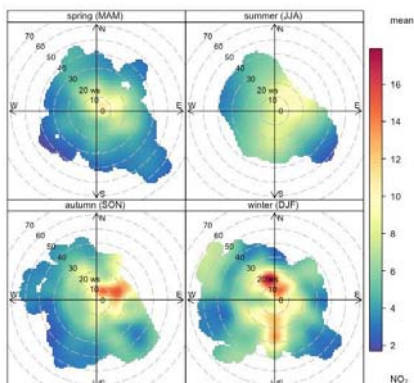 spring (MAM)
summer (JJA)
mean
N
70
60
50
40
30
20 ws
10
0
W
E
S
N
70
60
50
40
30
20 ws
10
0
W
E
S
autumn (SON)
winter (DJF)
N
70
60
50
40
30
20 ws
10
0
W
E
N
70
60
50
40
30
20 ws
10
0
W
E
16
14
12
10
8
6
4
2
NO₂